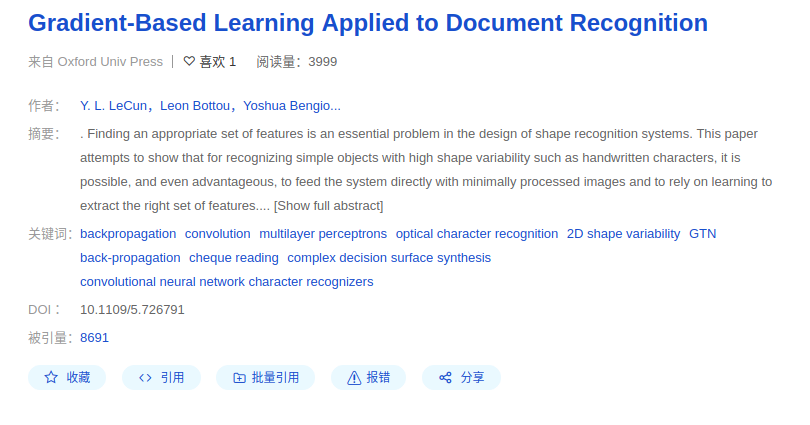 Gradient-Based Learning Applied to Document Recognition
来自 Oxford Univ Press 喜欢 1 阅读量：3999
作者： Y. L. LeCun，Leon Bottou，Yoshua Bengio...
摘要： . Finding an appropriate set of features is an essential problem in the design of shape recognition systems. This paper
attempts to show that for recognizing simple objects with high shape variability such as handwritten characters, it is
possible, and even advantageous, to feed the system directly with minimally processed images and to rely on learning to
extract the right set of features.... [Show full abstract]
关键词： backpropagation convolution multilayer perceptrons optical character recognition 2D shape variability GTN
back-propagation cheque reading complex decision surface synthesis
convolutional neural network character recognizers
DOI： 10.1109/5.726791
被引量： 8691
收藏 引用 批量引用 报错 分享